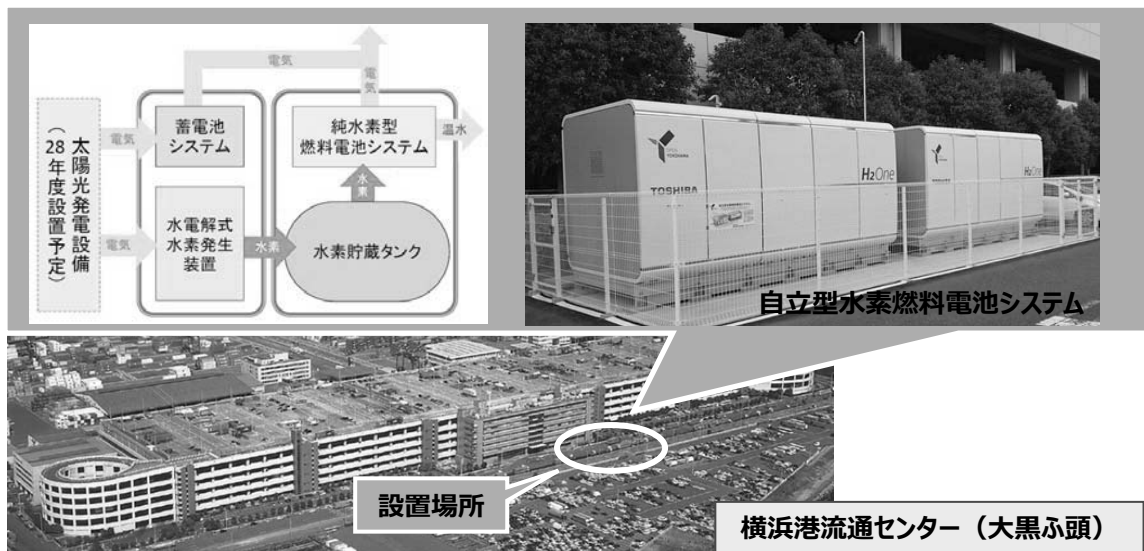 電気
電気
太陽光発電設備
（28年度設置予定）
電気
蓄電池
システム
純水素型
燃料電池システム
温水
水素
電気
水電解式
水素発生
装置
水素
水素貯蔵タンク
OPEN
YOKOHAMA
TOSHIBA
H2One
H2One
自立型水素燃料電池システム
設置場所
横浜港流通センター（大黒ふ頭）